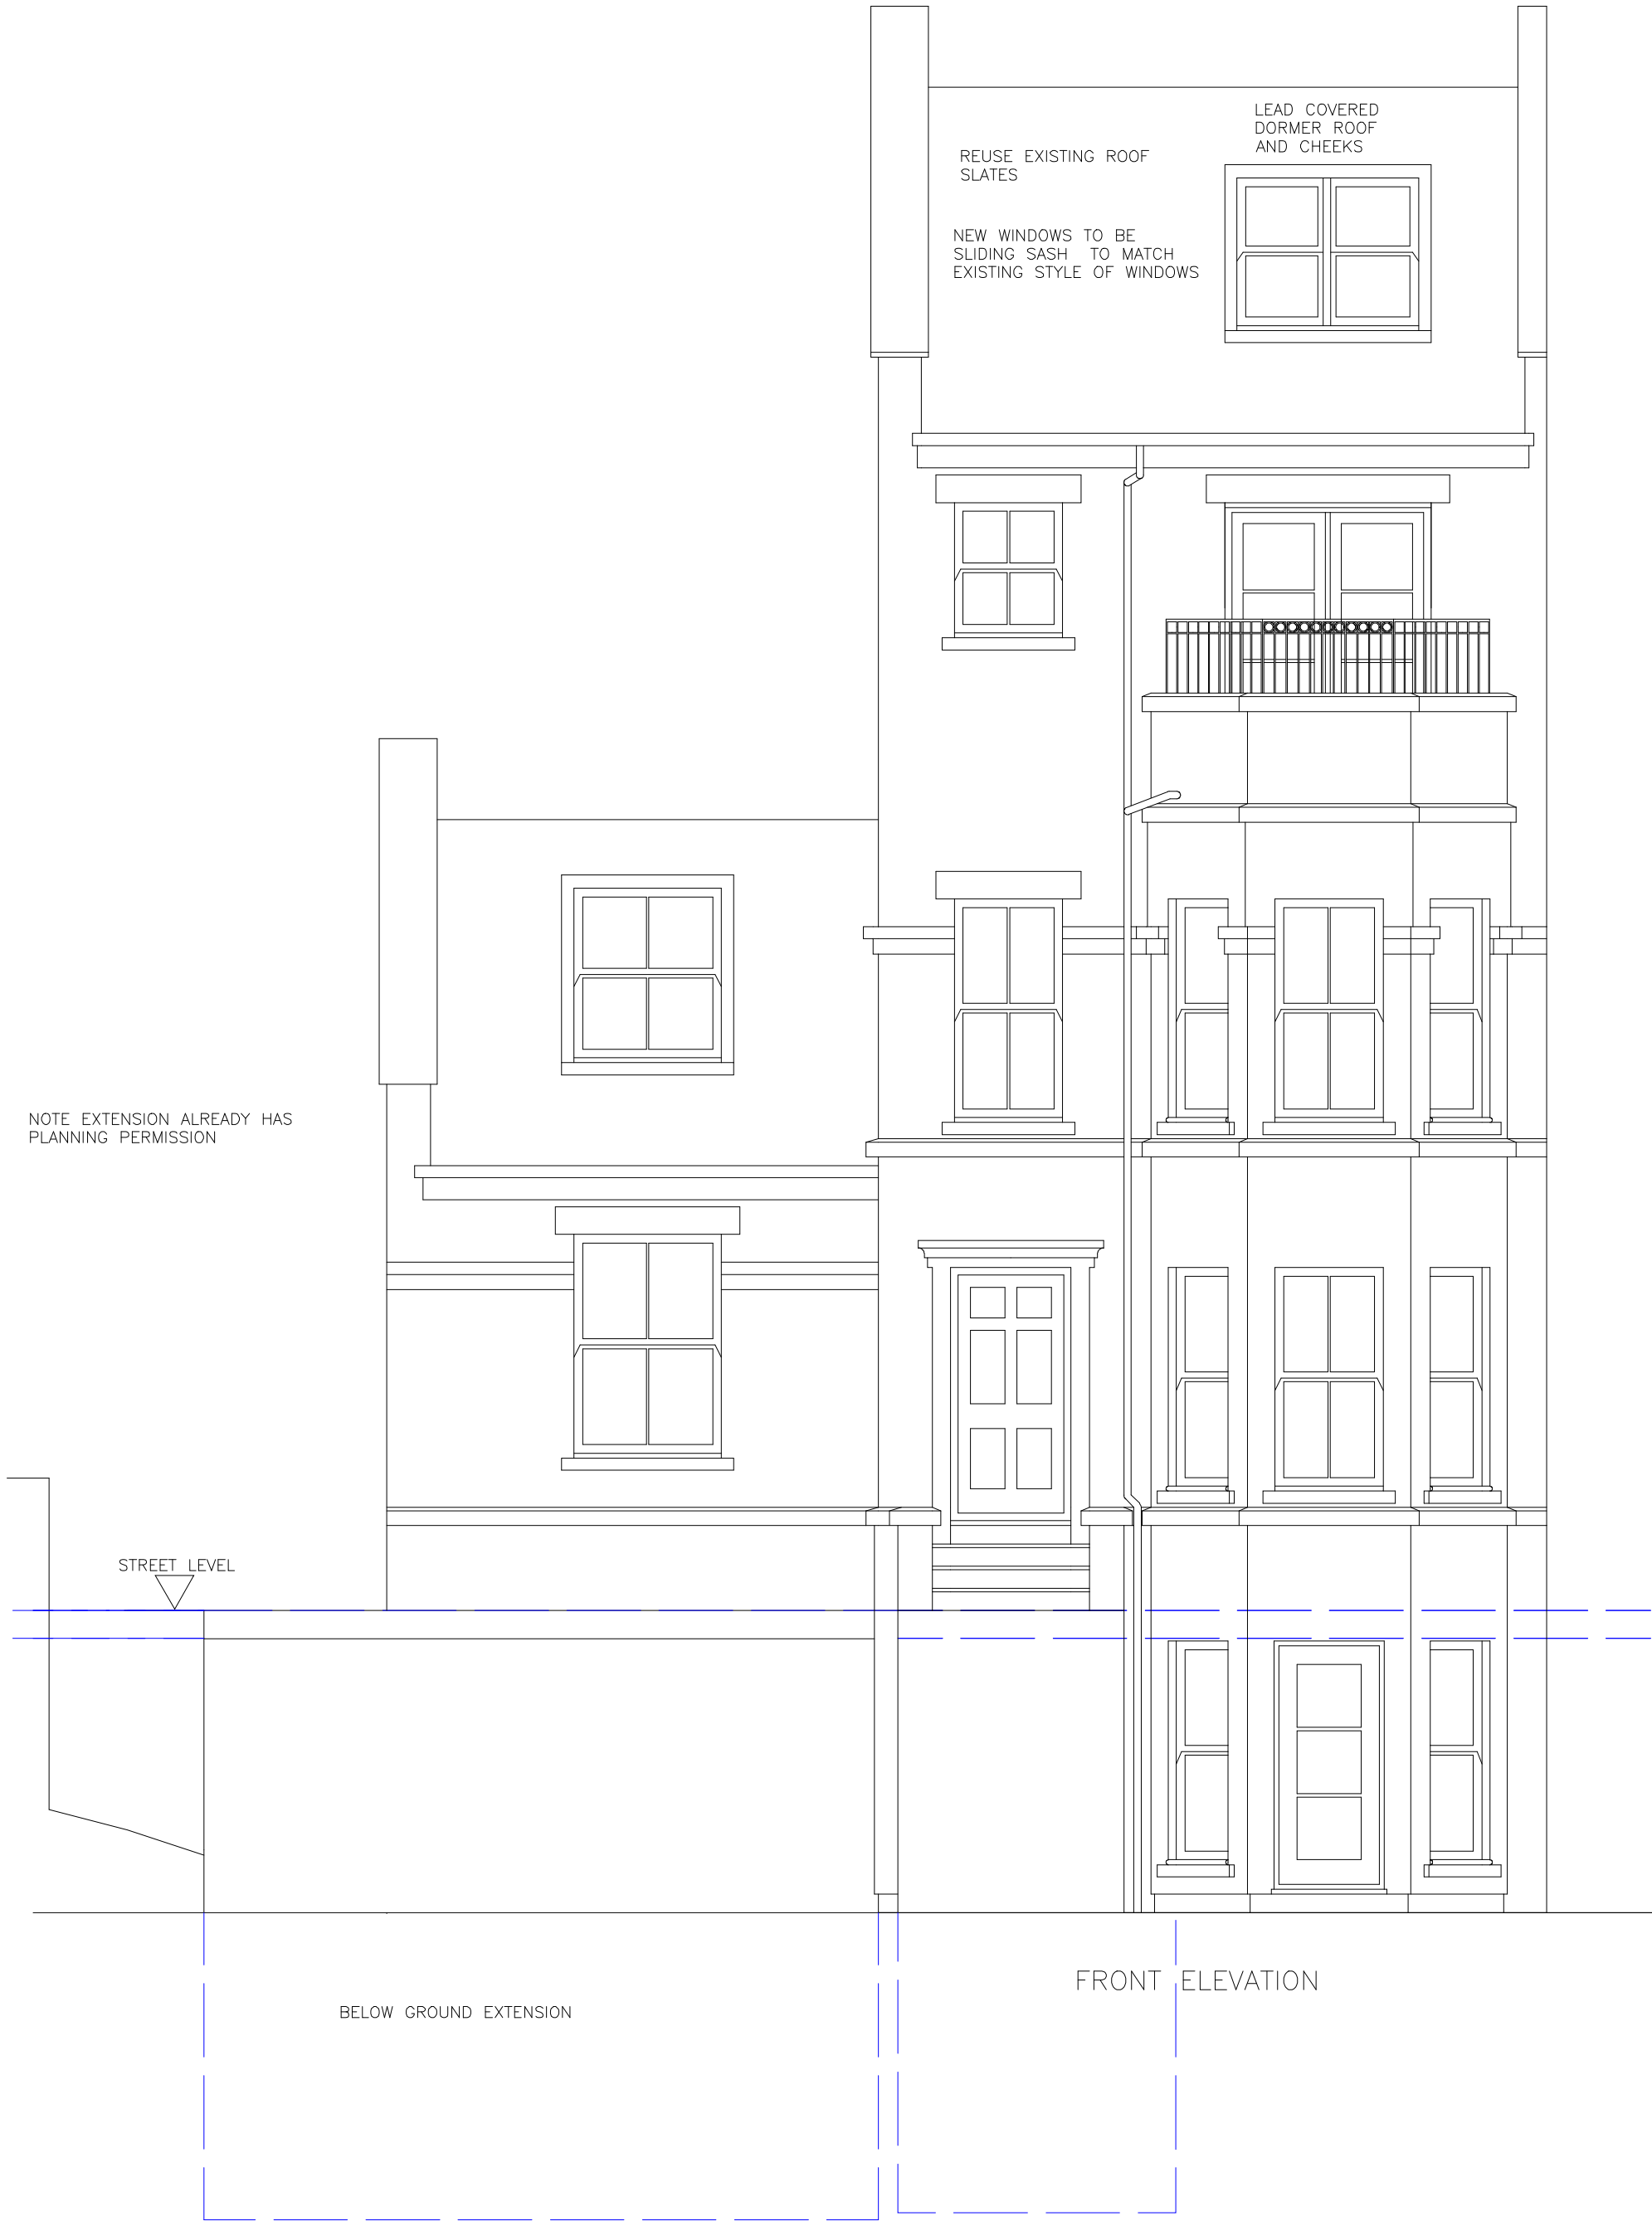 LEAD COVERED
DORMER ROOF
AND CHEEKS
REUSE EXISTING ROOF
SLATES
NEW WINDOWS TO BE
SLIDING SASH TO MATCH
EXISTING STYLE OF WINDOWS
NOTE EXTENSION ALREADY HAS
PLANNING PERMISSION
STREET LEVEL
FRONT ELEVATION
BELOW GROUND EXTENSION